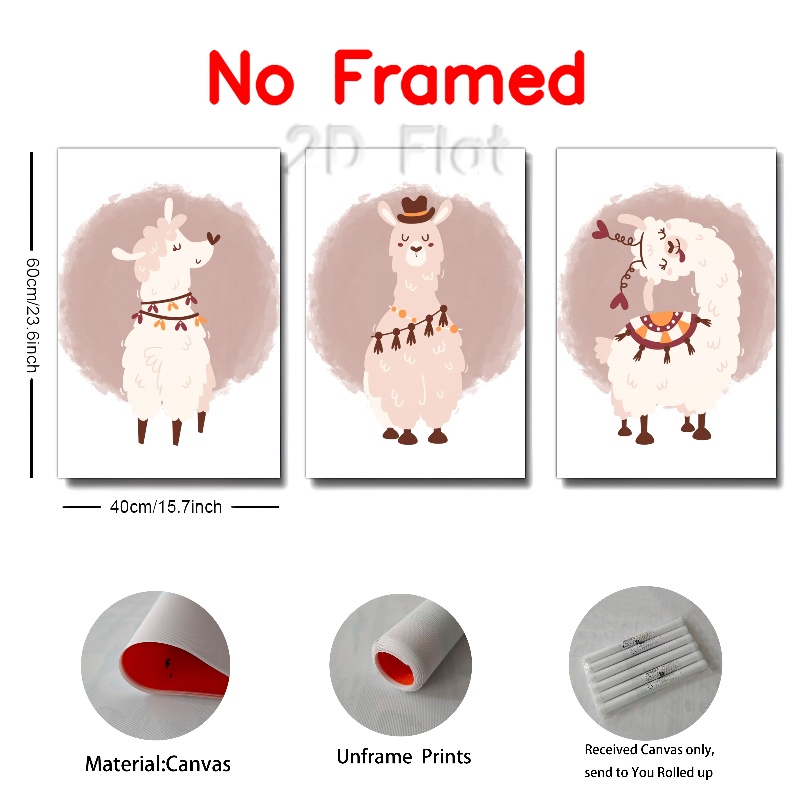 No Framed
2D Flat
60cm/23.6inch
40cm/15.7inch
Material:Canvas
Unframe Prints
Received Canvas only,
send to You Rolled up